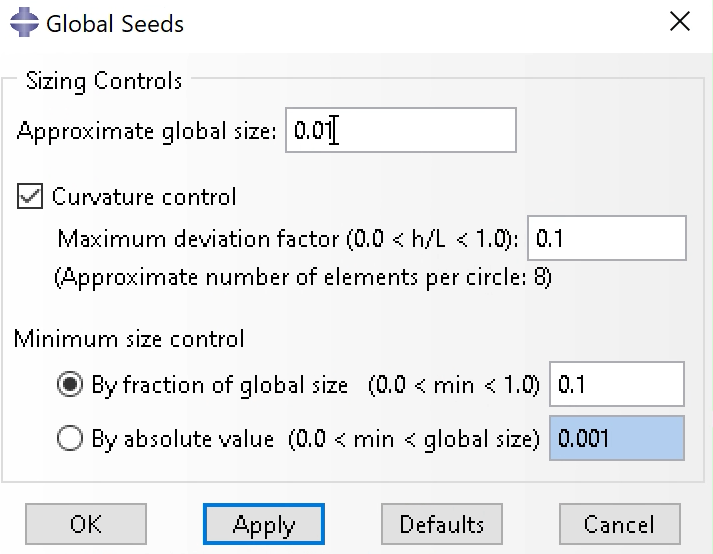 Global Seeds
Sizing Controls
Approximate global size: 0.01
Curvature control
Maximum deviation factor (0.0 < h/L < 1.0): 0.1
(Approximate number of elements per circle: 8)
Minimum size control
By fraction of global size (0.0 < min < 1.0) 0.1
By absolute value (0.0 < min < global size) 0.001
OK Apply Defaults Cancel